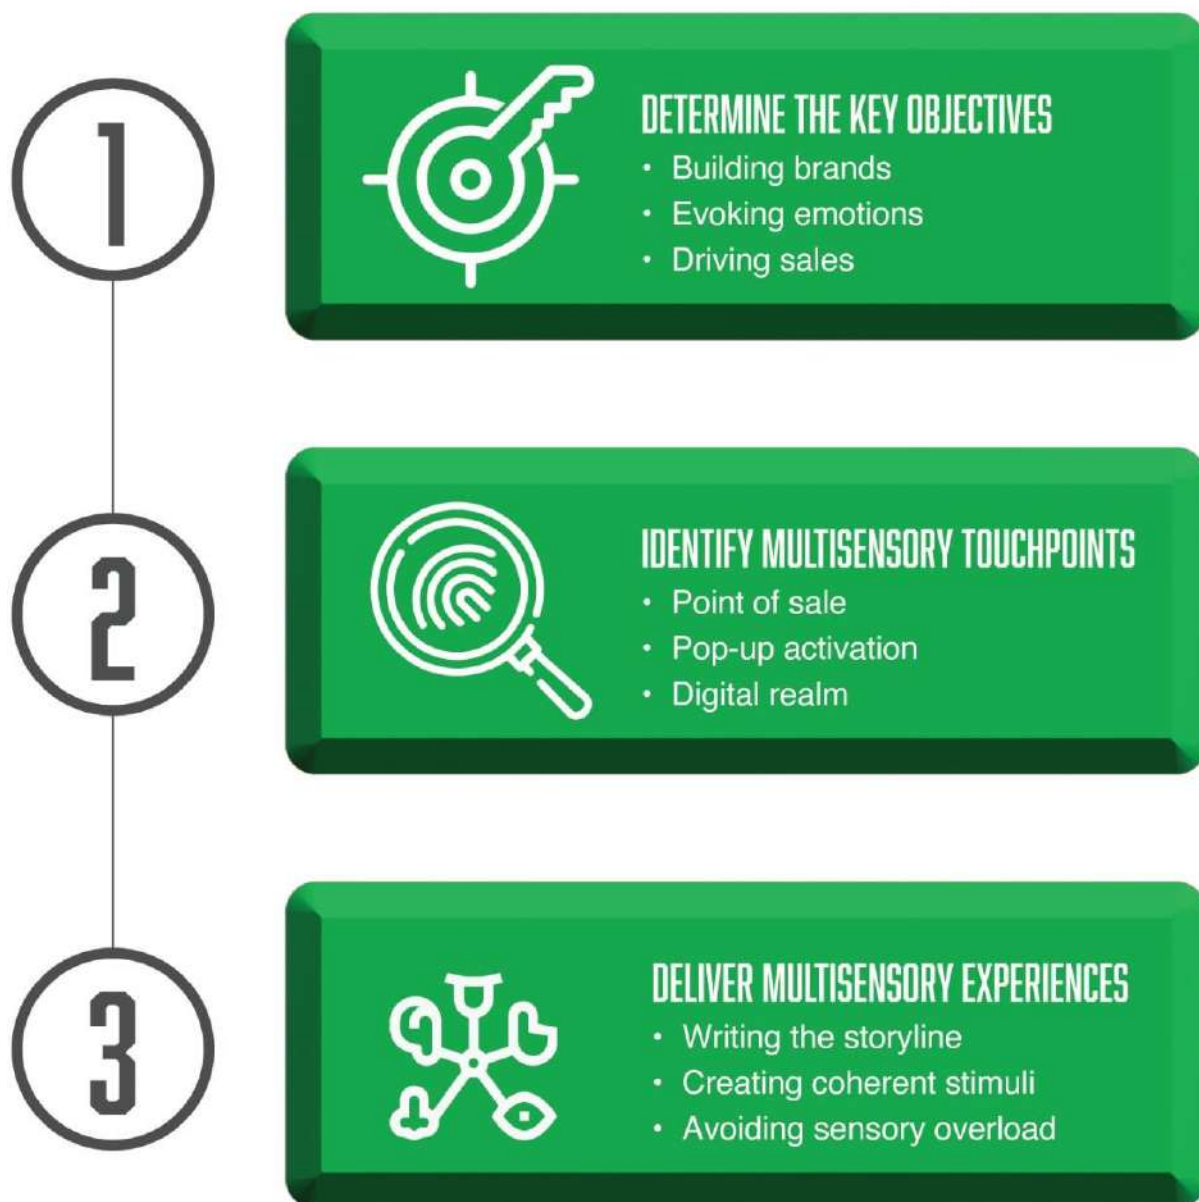 1
DETERMINE THE KEY OBJECTIVES
• Building brands
• Evoking emotions
• Driving sales
2
IDENTIFY MULTISENSORY TOUCHPOINTS
• Point of sale
• Pop-up activation
• Digital realm
3
DELIVER MULTISENSORY EXPERIENCES
• Writing the storyline
• Creating coherent stimuli
• Avoiding sensory overload